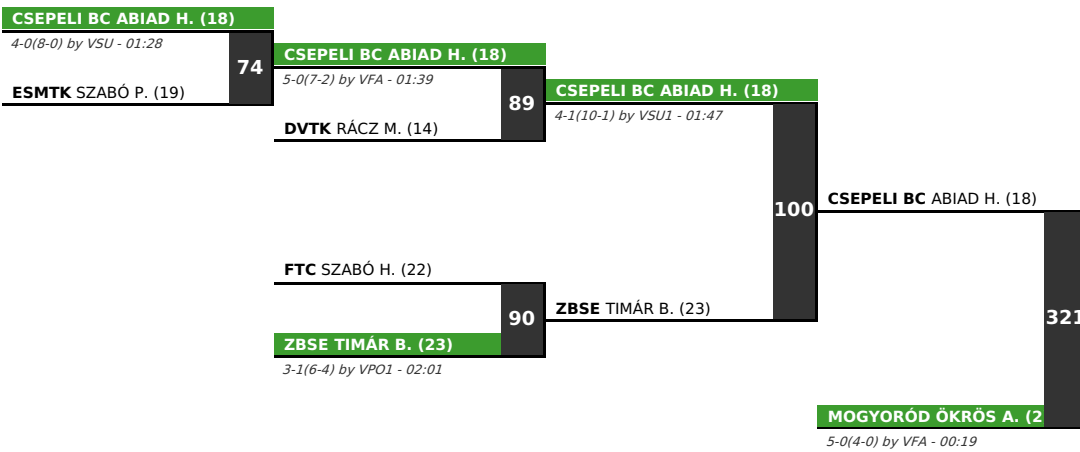 CSEPELI BC ABIAD H. (18)
4-0(8-0) by VSU - 01:28
74
ESMTK SZABÓ P. (19)
CSEPELI BC ABIAD H. (18)
5-0(7-2) by VFA - 01:39
89
DVTK RÁCZ M. (14)
CSEPELI BC ABIAD H. (18)
4-1(10-1) by VSU1 - 01:47
100
CSEPELI BC ABIAD H. (18)
FTC SZABÓ H. (22)
90
ZBSE TIMÁR B. (23)
ZBSE TIMÁR B. (23)
3-1(6-4) by VPO1 - 02:01
321
MOGYORÓD ÖKRÖS A. (2
5-0(4-0) by VFA - 00:19